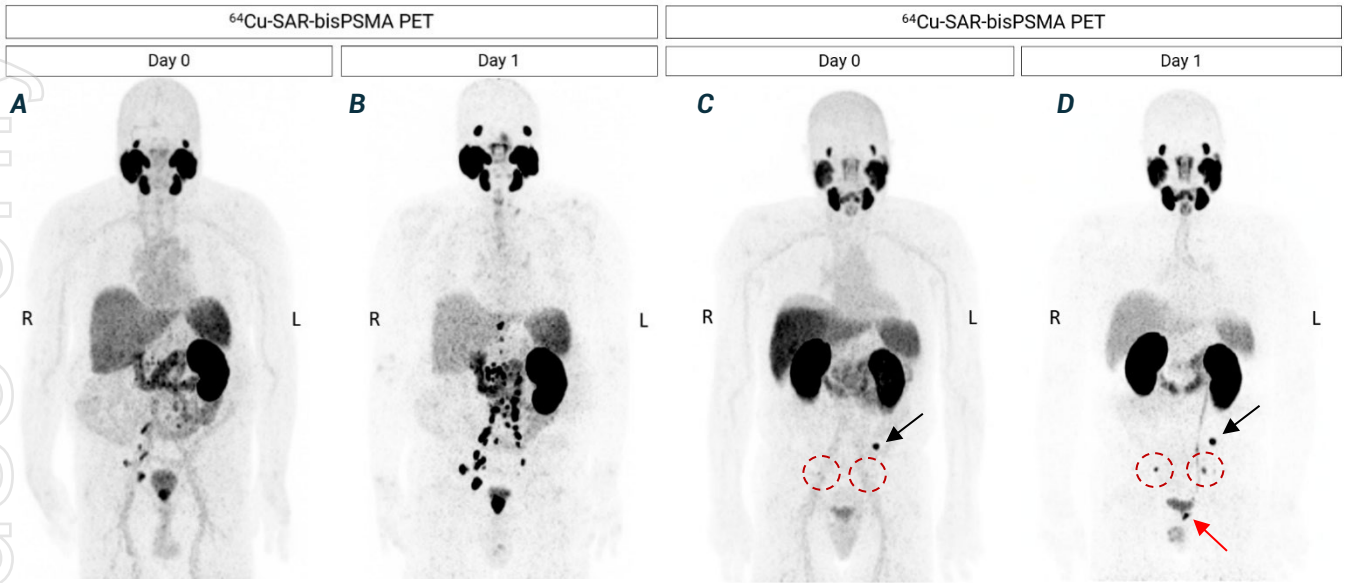 ⁶⁴Cu-SAR-bisPSMA PET
⁶⁴Cu-SAR-bisPSMA PET
Day 0
Day 1
Day 0
Day 1
A
B
C
D
R
L
R
L
R
L
R
L